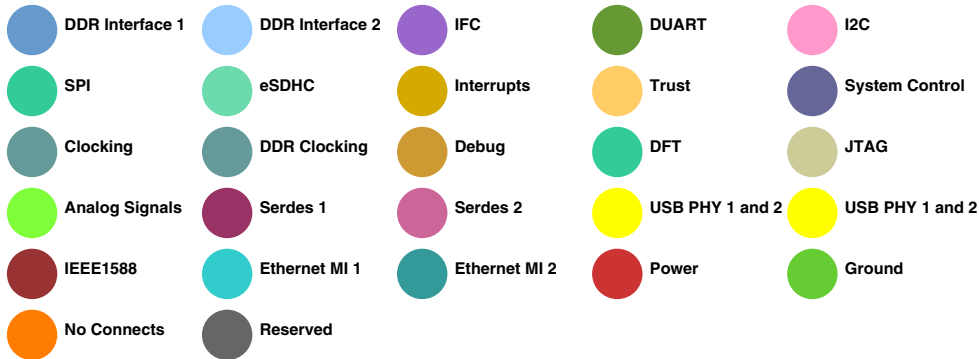 DDR Interface 1
DDR Interface 2
IFC
DUART
I2C
SPI
eSDHC
Interrupts
Trust
System Control
Clocking
DDR Clocking
Debug
DFT
JTAG
Analog Signals
Serdes 1
Serdes 2
USB PHY 1 and 2
USB PHY 1 and 2
IEEE1588
Ethernet MI 1
Ethernet MI 2
Power
Ground
No Connects
Reserved